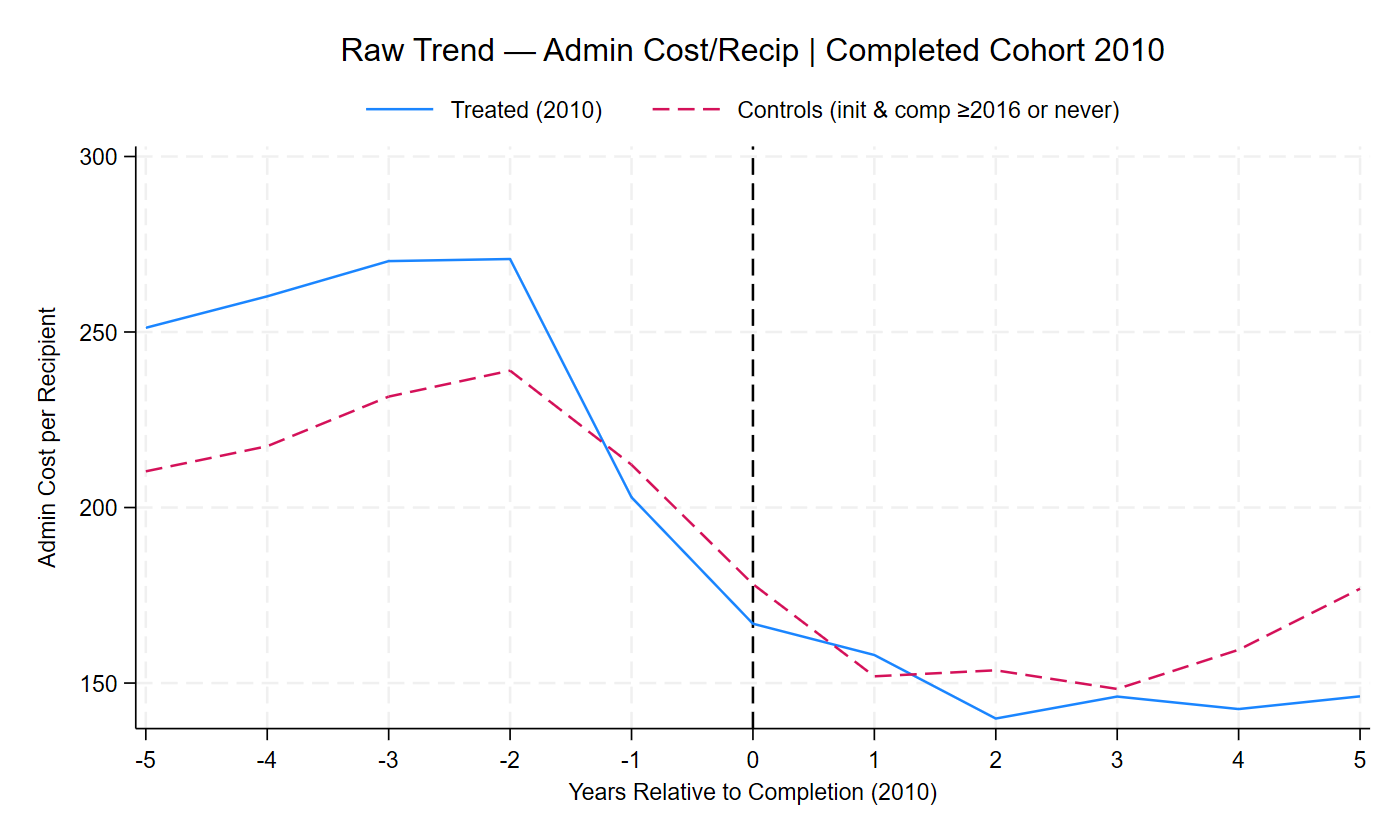 Raw Trend — Admin Cost/Recip | Completed Cohort 2010
Treated (2010)
Controls (init & comp ≥2016 or never)
Admin Cost per Recipient
300
250
200
150
-5 -4 -3 -2 -1 0 1 2 3 4 5
Years Relative to Completion (2010)